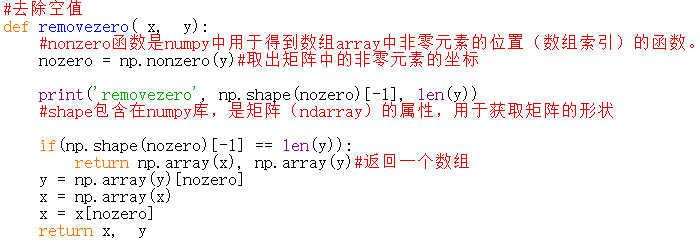 #去除空值
def removezero( x,  y):
    #nonzero函数是numpy中用于得到数组array中非零元素的位置（数组索引）的函数。
    nozero = np.nonzero(y)#取出矩阵中的非零元素的坐标
    print('removezero', np.shape(nozero)[-1], len(y))
    #shape包含在numpy库，是矩阵（ndarray）的属性，用于获取矩阵的形状
    if(np.shape(nozero)[-1] == len(y)):
        return np.array(x), np.array(y)#返回一个数组
    y = np.array(y)[nozero]
    x = np.array(x)
    x = x[nozero]
    return x,  y